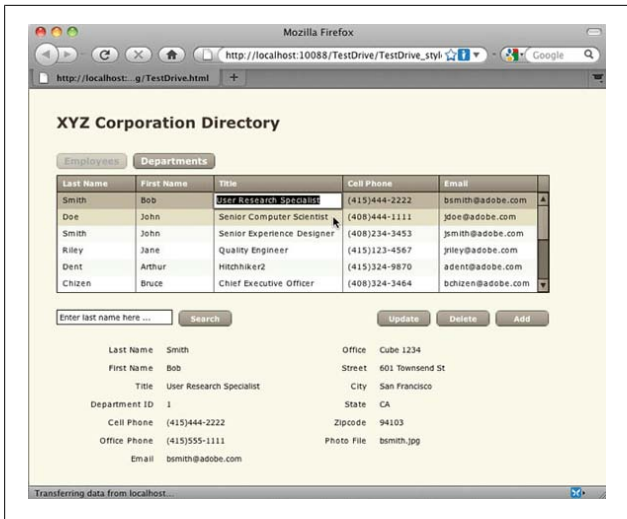 Mozilla Firefox
http://localhost:10088/TestDrive/TestDrive_styl
Google
http://localhost:...g/TestDrive.html
XYZ Corporation Directory
Employees Departments
Last Name First Name Title Cell Phone Email
Smith Bob User Research Specialist (415)444-2222 bsmith@adobe.com
Doe John Senior Computer Scientist (408)444-1111 jdoe@adobe.com
Smith John Senior Experience Designer (408)234-3453 jsmith@adobe.com
Riley Jane Quality Engineer (415)123-4567 jriley@adobe.com
Dent Arthur Hitchhiker2 (415)324-9870 adent@adobe.com
Chizen Bruce Chief Executive Officer (408)324-3464 bchizen@adobe.com
Enter last name here ... Search Update Delete Add
Last Name Smith Office Cube 1234
First Name Bob Street 601 Townsend St
Title User Research Specialist City San Francisco
Department ID 1 State CA
Cell Phone (415)444-2222 Zipcode 94103
Office Phone (415)555-1111 Photo File bsmith.jpg
Email bsmith@adobe.com
Transferring data from localhost...